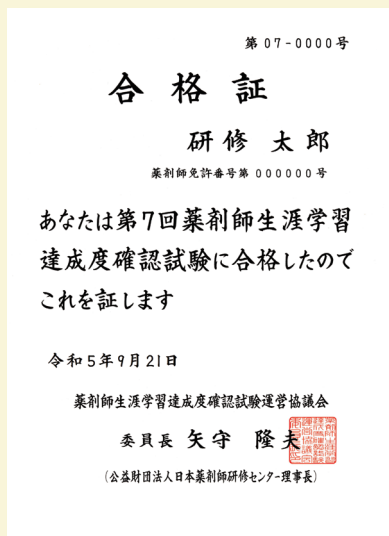 第07-0000号
合格証
研修 太郎
薬剤師免許番号第 000000 号
あなたは第7回薬剤師生涯学習
達成度確認試験に合格したので
これを証します
令和5年9月21日
薬剤師生涯学習達成度確認試験運営協議会
委員長 矢守 隆夫
(公益財団法人日本薬剤師研修センター理事長)